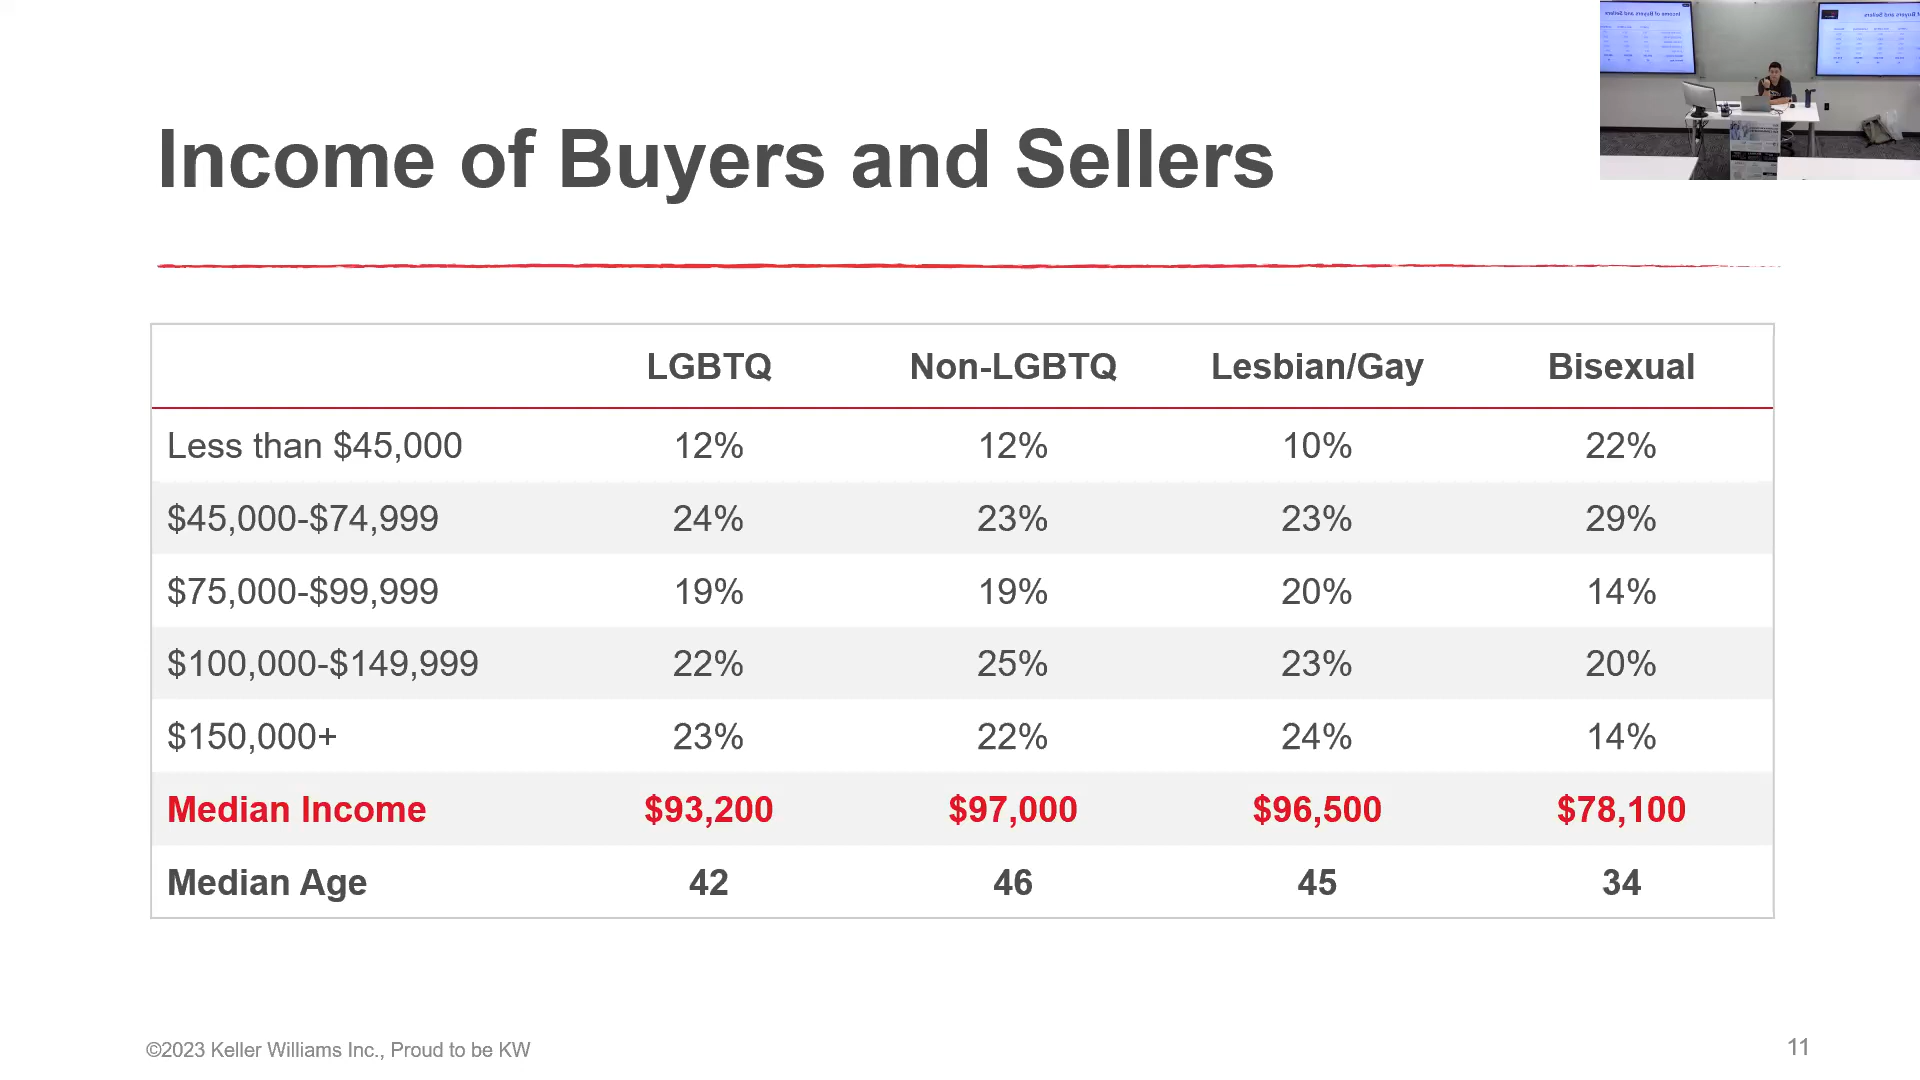 Income of Buyers and Sellers
LGBTQ Non-LGBTQ Lesbian/Gay Bisexual
Less than $45,000 12% 12% 10% 22%
$45,000-$74,999 24% 23% 23% 29%
$75,000-$99,999 19% 19% 20% 14%
$100,000-$149,999 22% 25% 23% 20%
$150,000+ 23% 22% 24% 14%
Median Income $93,200 $97,000 $96,500 $78,100
Median Age 42 46 45 34
©2023 Keller Williams Inc., Proud to be KW
11